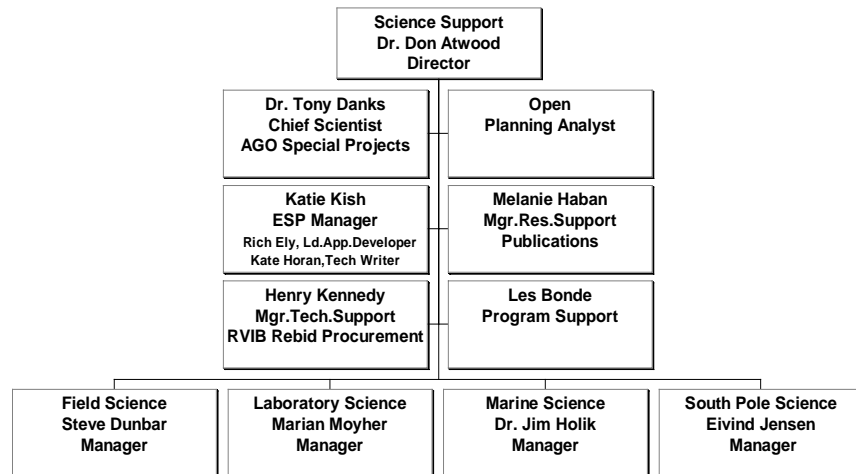 Science Support
Dr. Don Atwood
Director
Dr. Tony Danks
Chief Scientist
AGO Special Projects
Open
Planning Analyst
Katie Kish
ESP Manager
Rich Ely, Ld.App.Developer
Kate Horan,Tech Writer
Melanie Haban
Mgr.Res.Support
Publications
Henry Kennedy
Mgr.Tech.Support
RVIB Rebid Procurement
Les Bonde
Program Support
Field Science
Steve Dunbar
Manager
Laboratory Science
Marian Moyher
Manager
Marine Science
Dr. Jim Holik
Manager
South Pole Science
Eivind Jensen
Manager